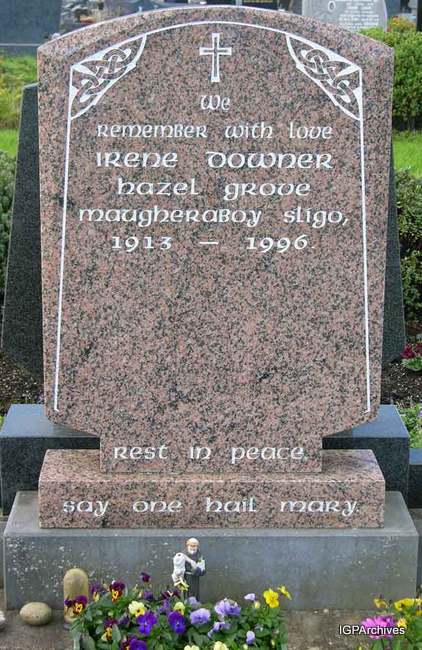 We
Remember with love
Irene Downer
Hazel Grove
Maugheraboy Sligo,
1913 – 1996.
Rest in peace.
Say one Hail Mary.
IGPArchives